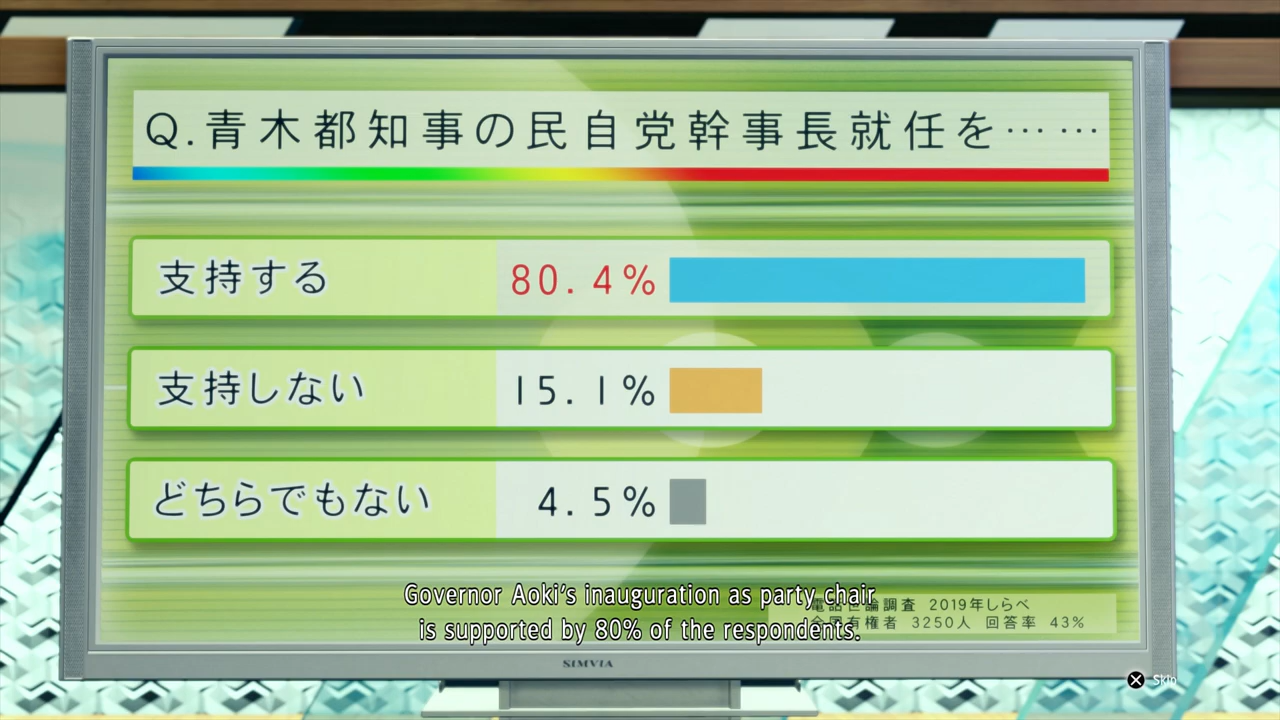 Q.青木都知事の民自党幹事長就任を……
支持する 80.4%
支持しない 15.1%
どちらでもない 4.5%
Governor Aoki's inauguration as party chair
is supported by 80% of the respondents.
電話世論調査 2019年しらべ
有権者 3250人 回答率 43%
SIMVIA
Skip